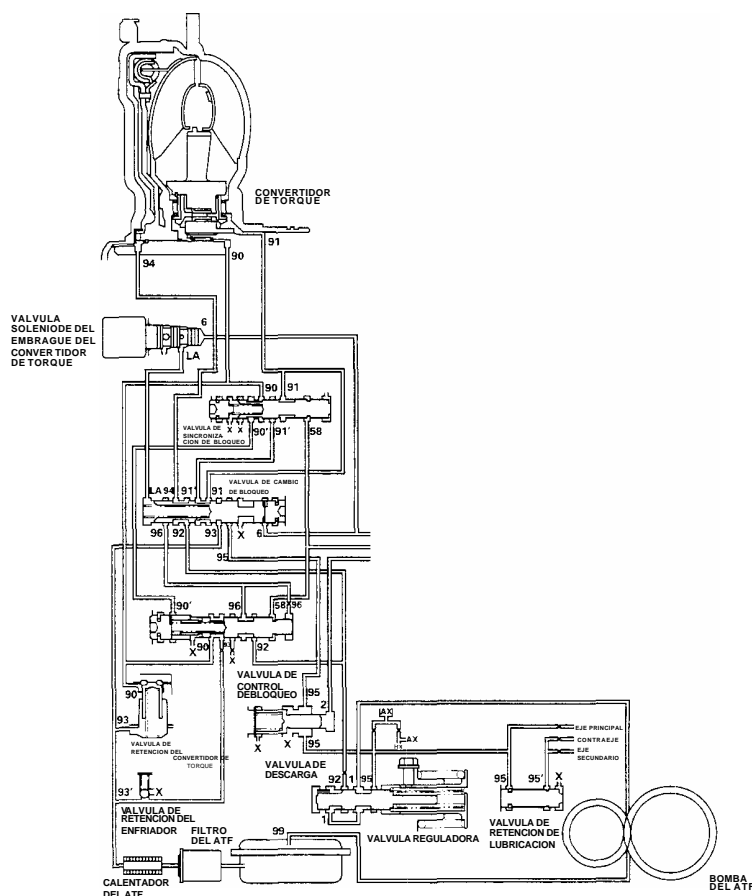 CONVERTIDOR
DE TORQUE
91
94
90
VALVULA
SOLENIODE DEL
EMBRAGUE DEL
CONVERTIDOR
DE TORQUE
6
LA
90
91
VALVULA DE
SINCRONIZA-
CION DE BLOQUEO
X X 90' 91' 58
VALVULA DE CAMBIC
DE BLOQUEO
LA 94 91' 91
96 92 93 X 6
95
90' 96 58 X 96
X 90 93 X 92
VALVULA DE
CONTROL
DEBLOQUEO
90
93
VALVULA DE
RETENCION DEL
CONVERTIDOR DE
TORQUE
95
2
X X 95
VALVULA DE
DESCARGA
AX
AX
HX
92 1 95
1
VALVULA REGULADORA
EJE PRINCIPAL
CONTRAEJE
EJE
SECUNDARIO
95 95' X
VALVULA DE
RETENCION DE
LUBRICACION
93' X
VALVULA DE
RETENCION DEL
ENFRIADOR
FILTRO
DEL ATF
99
CALENTADOR
DEL ATF
BOMBA
DEL ATF